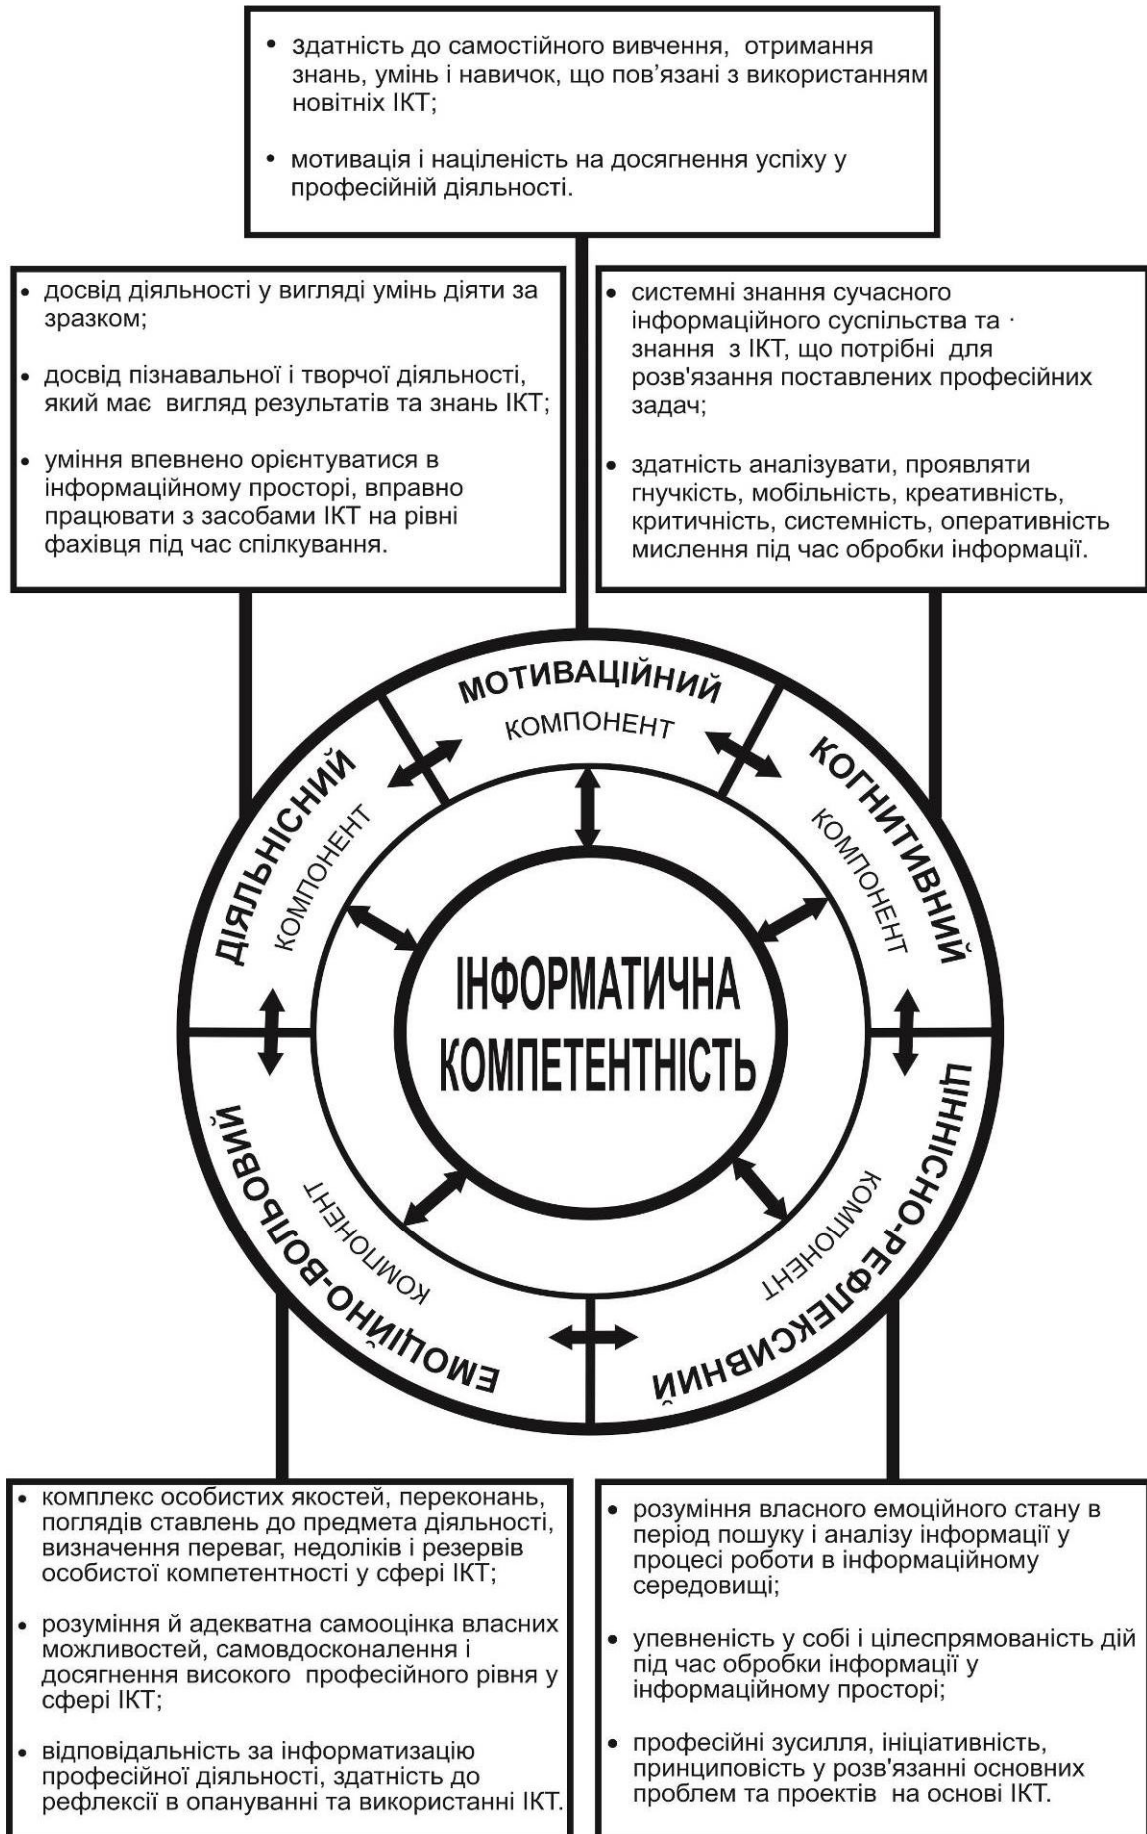 • здатність до самостійного вивчення, отримання
знань, умінь і навичок, що пов’язані з використанням
новітніх ІКТ;
• мотивація і націленість на досягнення успіху у
професійній діяльності.
• досвід діяльності у вигляді умінь діяти за
зразком;
• досвід пізнавальної і творчої діяльності,
який має вигляд результатів та знань ІКТ;
• уміння впевнено орієнтуватися в
інформаційному просторі, вправно
працювати з засобами ІКТ на рівні
фахівця під час спілкування.
• системні знання сучасного
інформаційного суспільства та ·
знання з ІКТ, що потрібні для
розв'язання поставлених професійних
задач;
• здатність аналізувати, проявляти
гнучкість, мобільність, креативність,
критичність, системність, оперативність
мислення під час обробки інформації.
МОТИВАЦІЙНИЙ
КОМПОНЕНТ
ДІЯЛЬНІСНИЙ
КОМПОНЕНТ
КОГНИТИВНИЙ
КОМПОНЕНТ
ІНФОРМАТИЧНА
КОМПЕТЕНТНІСТЬ
ЕМОЦІЙНО-ВОЛЬОВИЙ
КОМПОНЕНТ
ЦІННІСНО-РЕФЛЕКСИВНИЙ
КОМПОНЕНТ
• комплекс особистих якостей, переконань,
поглядів ставлень до предмета діяльності,
визначення переваг, недоліків і резервів
особистої компетентності у сфері ІКТ;
• розуміння й адекватна самооцінка власних
можливостей, самовдосконалення і
досягнення високого професійного рівня у
сфері ІКТ;
• відповідальність за інформатизацію
професійної діяльності, здатність до
рефлексії в опануванні та використанні ІКТ.
• розуміння власного емоційного стану в
період пошуку і аналізу інформації у
процесі роботи в інформаційному
середовищі;
• упевненість у собі і цілеспрямованість дій
під час обробки інформації у
інформаційному просторі;
• професійні зусилля, ініціативність,
принциповість у розв'язанні основних
проблем та проектів на основі ІКТ.